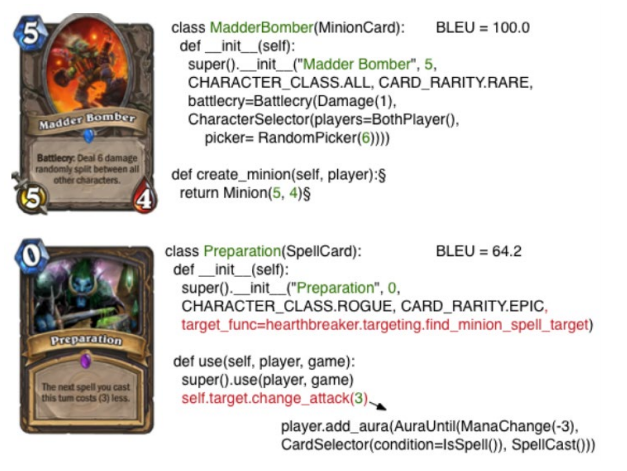 5
Madder Bomber
Battlecry: Deal 6 damage
randomly split between all
other characters.
5
4
class MadderBomber(MinionCard): BLEU = 100.0
def __init__(self):
super().__init__("Madder Bomber", 5,
CHARACTER_CLASS.ALL, CARD_RARITY.RARE,
battlecry=Battlecry(Damage(1),
CharacterSelector(players=BothPlayer(),
picker= RandomPicker(6))))
def create_minion(self, player):§
return Minion(5, 4)§
0
Preparation
The next spell you cast
this turn costs (3) less.
class Preparation(SpellCard): BLEU = 64.2
def __init__(self):
super().__init__("Preparation", 0,
CHARACTER_CLASS.ROGUE, CARD_RARITY.EPIC,
target_func=hearthbreaker.targeting.find_minion_spell_target)
def use(self, player, game):
super().use(player, game)
self.target.change_attack(3)
player.add_aura(AuraUntil(ManaChange(-3),
CardSelector(condition=IsSpell()), SpellCast()))